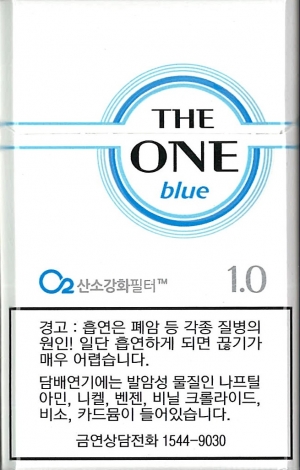 THE
ONE
blue
O2 산소강화필터™ 1.0
경고 : 흡연은 폐암 등 각종 질병의
원인! 일단 흡연하게 되면 끊기가
매우 어렵습니다.
담배연기에는 발암성 물질인 나프틸
아민, 니켈, 벤젠, 비닐 크롤라이드,
비소, 카드뮴이 들어있습니다.
금연상담전화 1544-9030